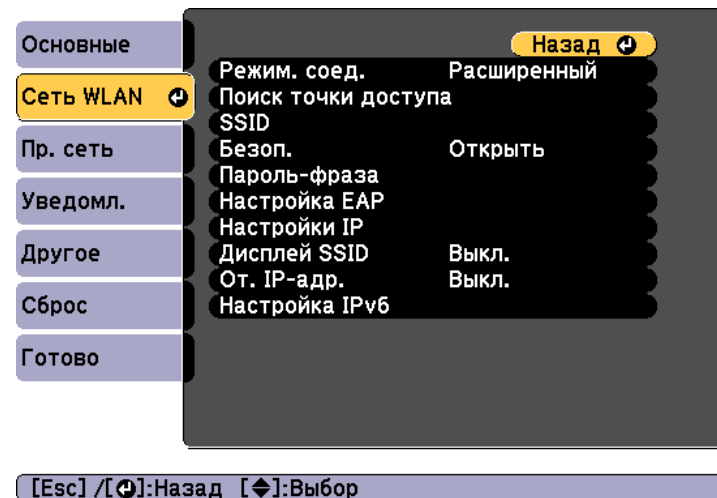 Основные
Сеть WLAN
Пр. сеть
Уведомл.
Другое
Сброс
Готово
Назад
Режим. соед. Расширенный
Поиск точки доступа
SSID
Безоп. Открыть
Пароль-фраза
Настройка EAP
Настройки IP
Дисплей SSID Выкл.
От. IP-адр. Выкл.
Настройка IPv6
[Esc] /[⏎]:Назад [◆]:Выбор